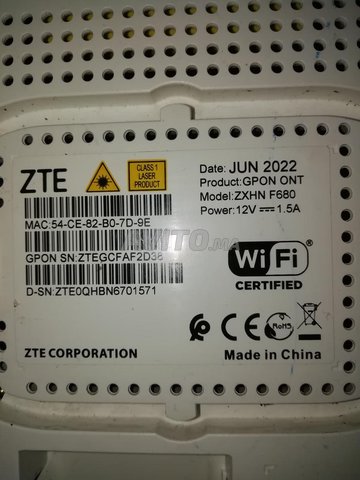 ZTE
CLASS 1
LASER
PRODUCT
Date: JUN 2022
Product:GPON ONT
Model:ZXHN F680
Power:12V⎓1.5A
MAC:54-CE-82-B0-7D-9E
GPON SN:ZTEGCFAF2D38
D-SN:ZTE0QHBN6701571
WiFi
CERTIFIED
CE
RoHS
ZTE CORPORATION
Made in China